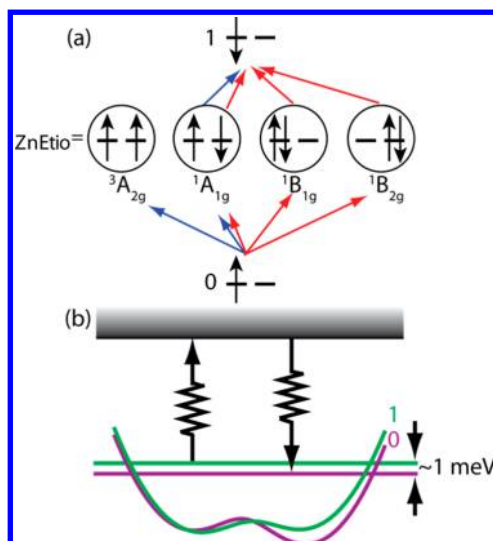 (a)
1
ZnEtio=
³A₂g ¹A₁g ¹B₁g ¹B₂g
0
(b)
1
0
~1 meV